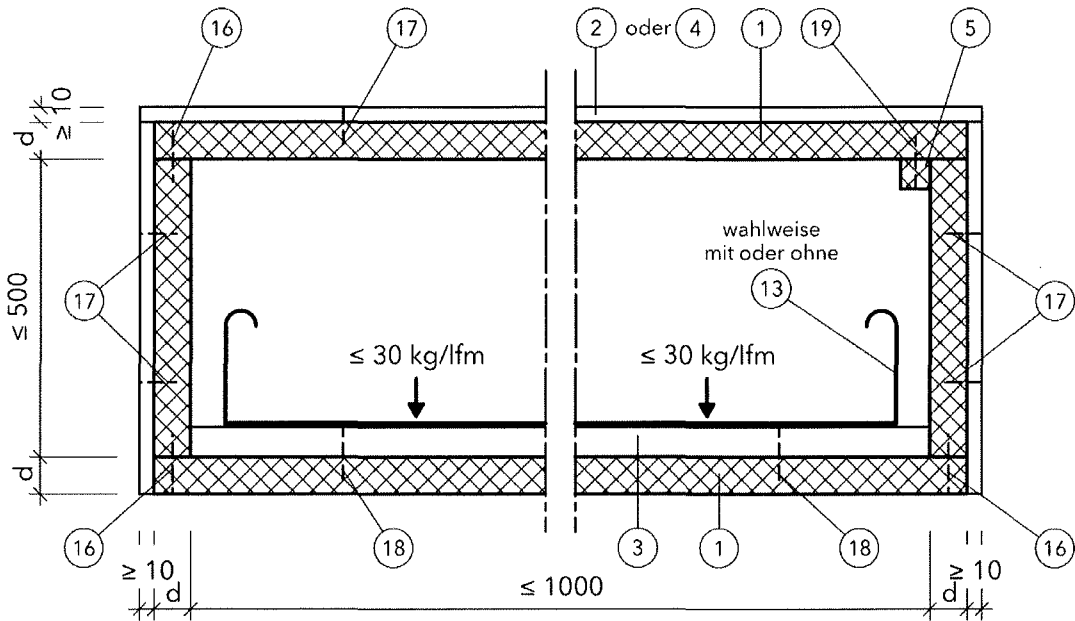 16
17
2 oder 4
1
19
5
≥ 10
d
≤ 500
d
wahlweise
mit oder ohne
13
17
17
≤ 30 kg/lfm
≤ 30 kg/lfm
16
18
3
1
18
16
≥ 10
d
≤ 1000
d
≥ 10